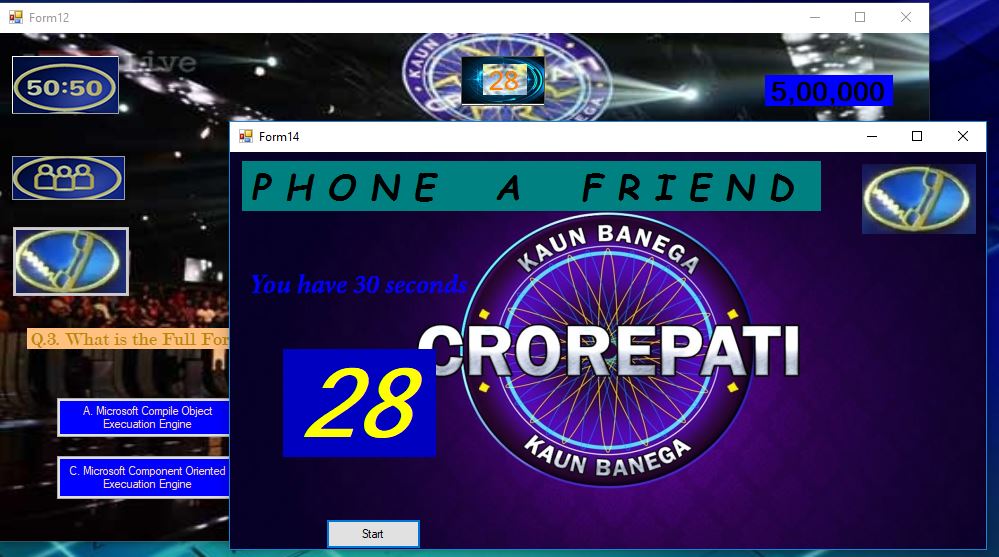 Form12
Live
50:50
28
5,00,000
Form14
PHONE A FRIEND
KAUN BANEGA
You have 30 seconds
CROREPATI
28
KAUN BANEGA
Q.3. What is the Full For
A. Microsoft Compile Object
Execuation Engine
C. Microsoft Component Oriented
Execuation Engine
Start